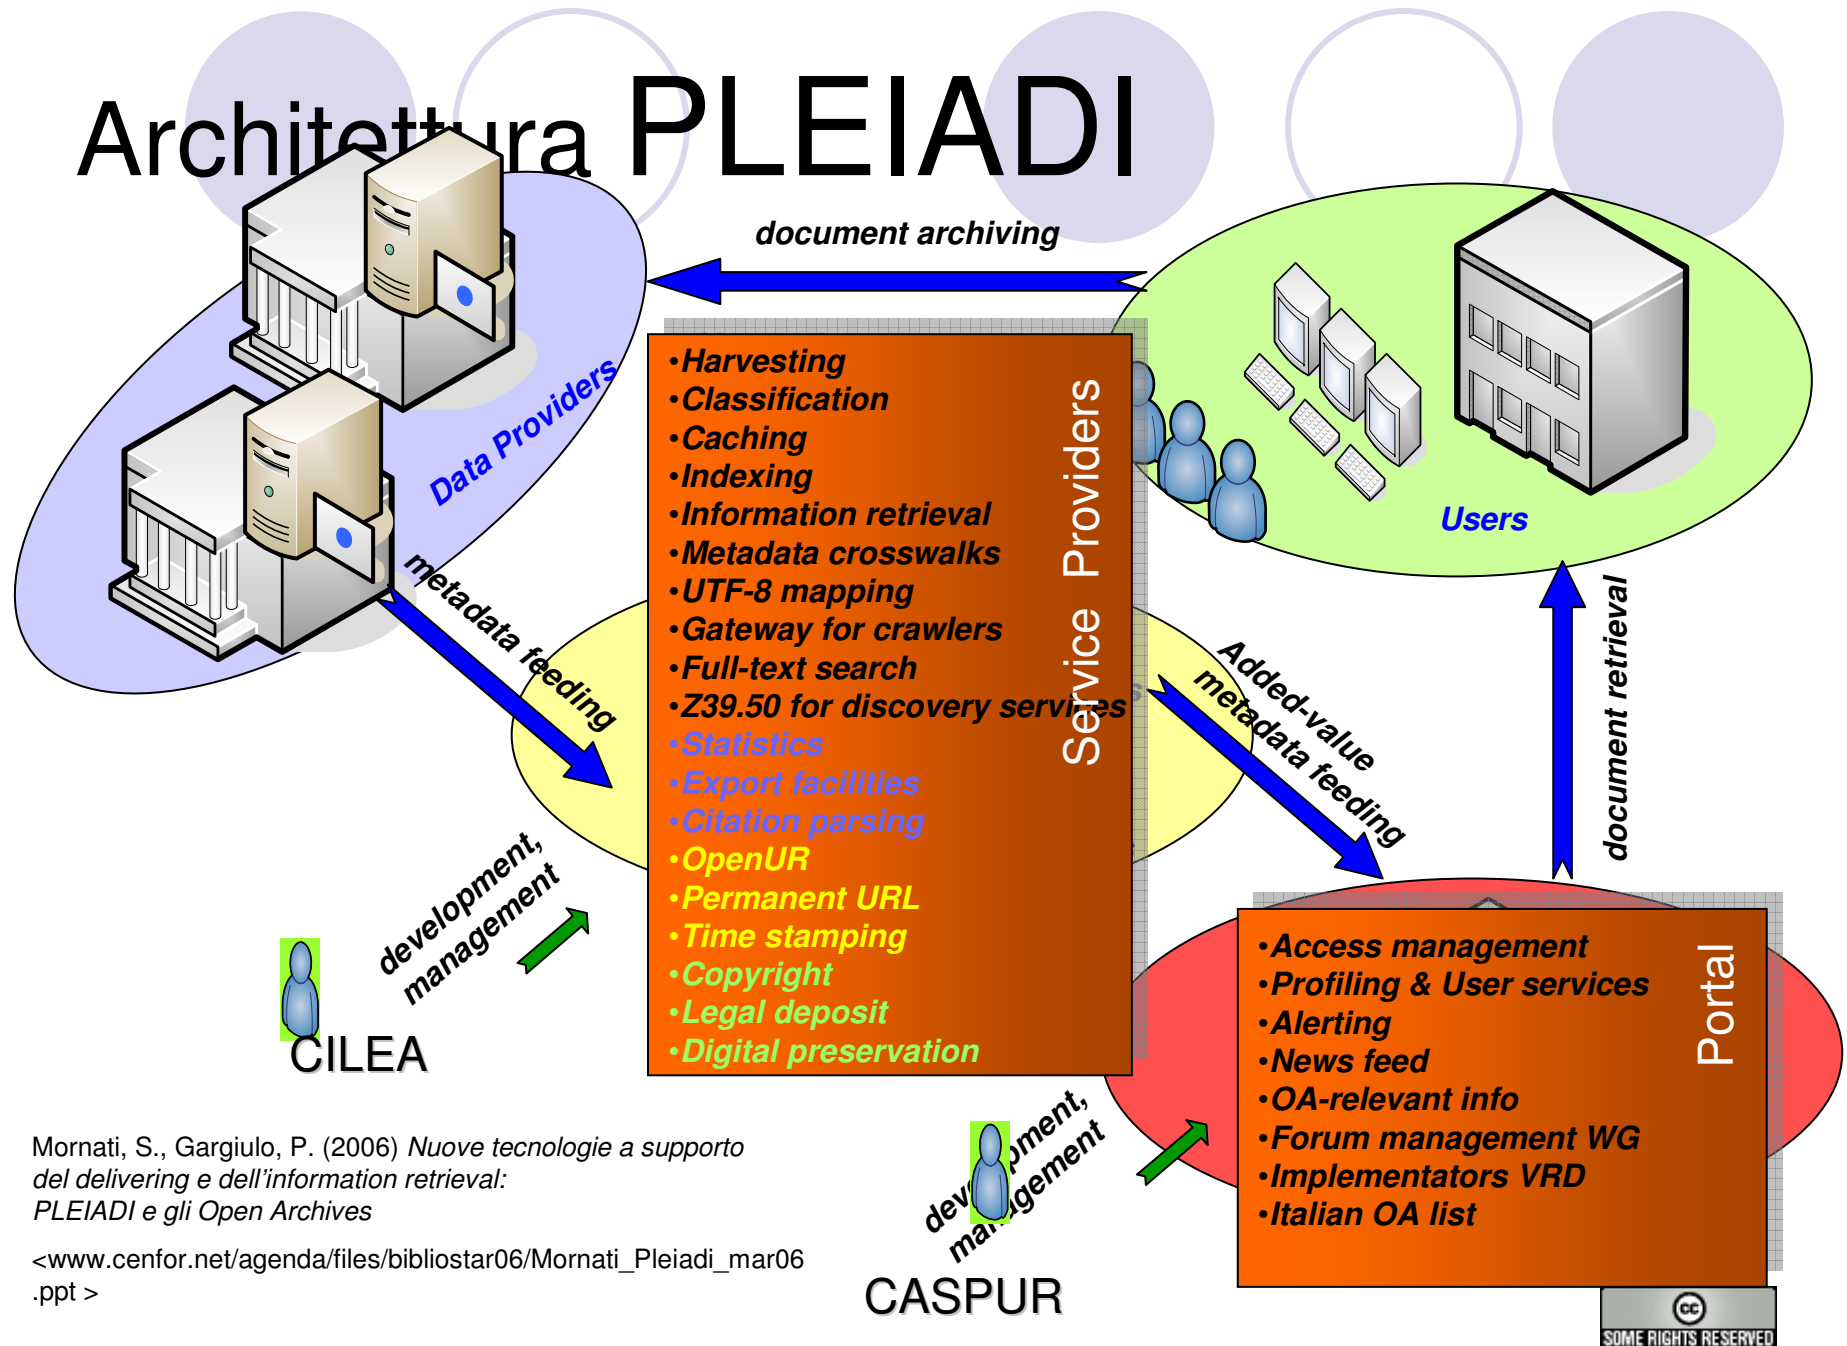 Architettura PLEIADI
document archiving
Data Providers
Users
•Harvesting
•Classification
•Caching
•Indexing
•Information retrieval
•Metadata crosswalks
•UTF-8 mapping
•Gateway for crawlers
•Full-text search
•Z39.50 for discovery services
•Statistics
•Export facilities
•Citation parsing
•OpenUR
•Permanent URL
•Time stamping
•Copyright
•Legal deposit
•Digital preservation
Service Providers
metadata feeding
Added-value
metadata feeding
document retrieval
development,
management
CILEA
•Access management
•Profiling & User services
•Alerting
•News feed
•OA-relevant info
•Forum management WG
•Implementators VRD
•Italian OA list
Portal
development,
management
CASPUR
Mornati, S., Gargiulo, P. (2006) Nuove tecnologie a supporto
del delivering e dell'information retrieval:
PLEIADI e gli Open Archives
<www.cenfor.net/agenda/files/bibliostar06/Mornati_Pleiadi_mar06
.ppt >
cc
SOME RIGHTS RESERVED